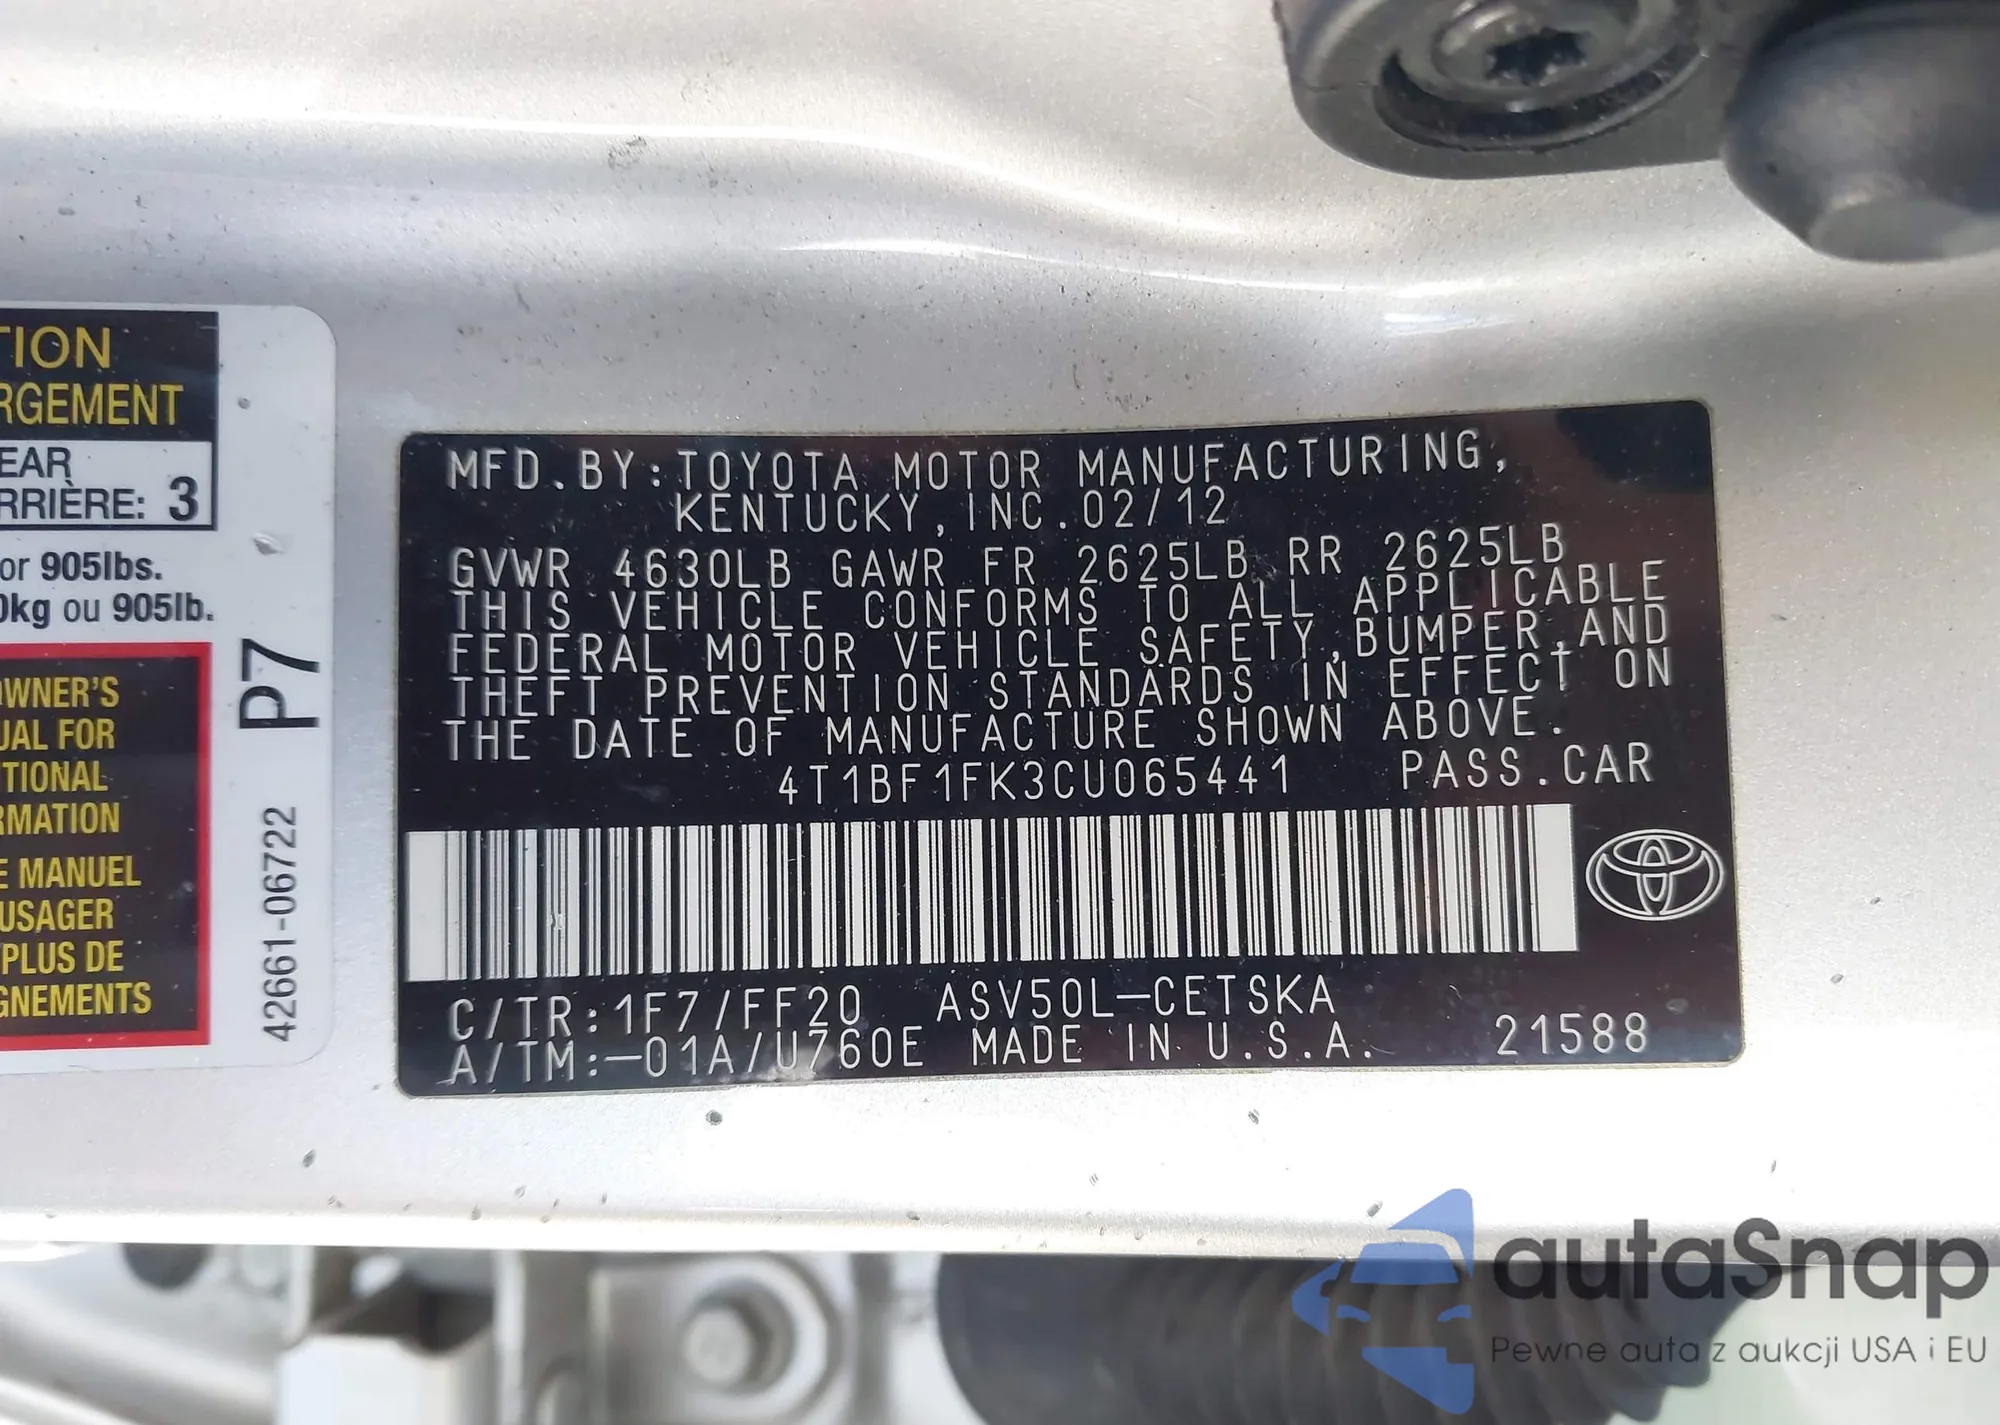 TION
RGEMENT
EAR
RRIÈRE: 3
or 905lbs.
0kg ou 905lb.
OWNER'S
UAL FOR
TIONAL
RMATION
E MANUEL
USAGER
PLUS DE
GNEMENTS
P7
42661-06722
MFD.BY:TOYOTA MOTOR MANUFACTURING,
KENTUCKY,INC.02/12
GVWR 4630LB GAWR FR 2625LB RR 2625LB
THIS VEHICLE CONFORMS TO ALL APPLICABLE
FEDERAL MOTOR VEHICLE SAFETY,BUMPER,AND
THEFT PREVENTION STANDARDS IN EFFECT ON
THE DATE OF MANUFACTURE SHOWN ABOVE.
4T1BF1FK3CU065441 PASS.CAR
C/TR:1F7/FF20 ASV50L-CETSKA
A/TM:-01A/U760E MADE IN U.S.A. 21588
autaSnap
Pewne auta z aukcji USA i EU